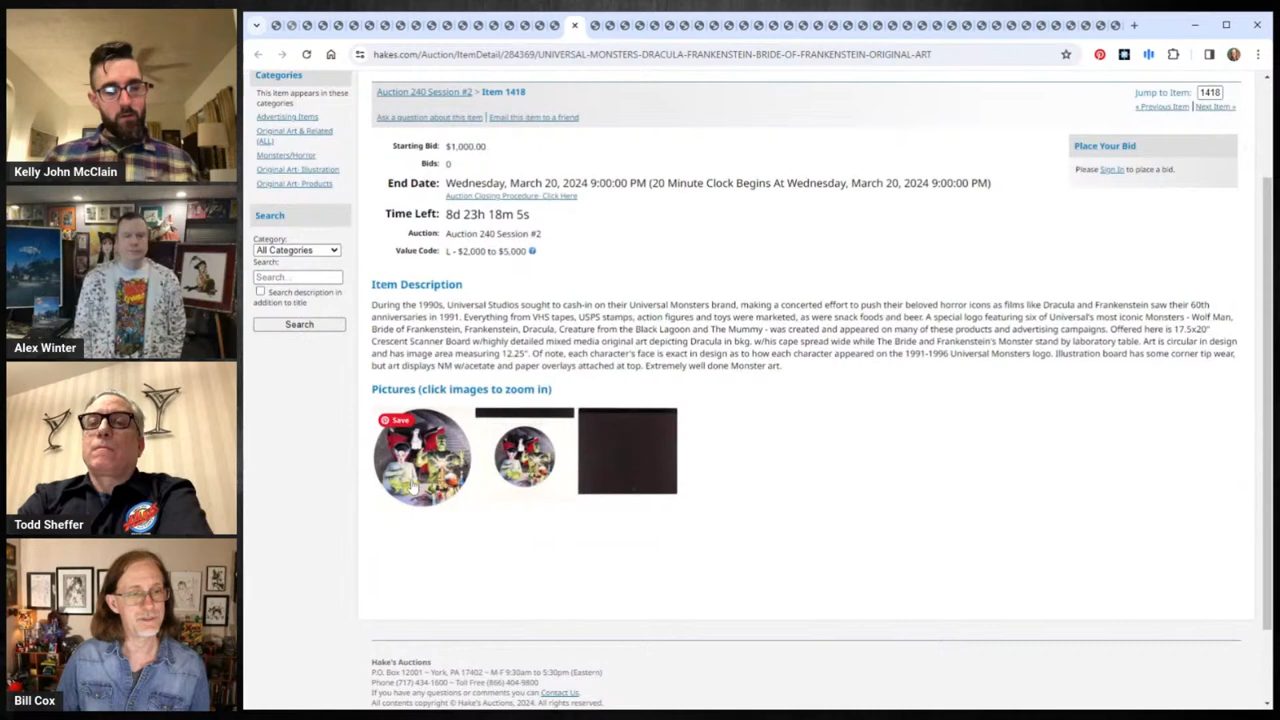 Kelly John McClain
Alex Winter
Todd Sheffer
Bill Cox
hakes.com/Auction/ItemDetail/284369/UNIVERSAL-MONSTERS-DRACULA-FRANKENSTEIN-BRIDE-OF-FRANKENSTEIN-ORIGINAL-ART
Categories
This item appears in these
categories
Advertising Items
Original Art & Related
(ALL)
Monsters/Horror
Original Art- Illustration
Original Art- Products
Search
Category:
All Categories
Search:
Search...
Search description in
addition to title
Search
Auction 240 Session #2 > Item 1418
Jump to Item: 1418
« Previous Item | Next Item »
Ask a question about this item | Email this item to a friend
Starting Bid: $1,000.00
Bids: 0
End Date: Wednesday, March 20, 2024 9:00:00 PM (20 Minute Clock Begins At Wednesday, March 20, 2024 9:00:00 PM)
Auction Closing Procedure- Click Here
Time Left: 8d 23h 18m 5s
Auction: Auction 240 Session #2
Value Code: L - $2,000 to $5,000
Place Your Bid
Please Sign In to place a bid.
Item Description
During the 1990s, Universal Studios sought to cash-in on their Universal Monsters brand, making a concerted effort to push their beloved horror icons as films like Dracula and Frankenstein saw their 60th
anniversaries in 1991. Everything from VHS tapes, USPS stamps, action figures and toys were marketed, as were snack foods and beer. A special logo featuring six of Universal's most iconic Monsters - Wolf Man,
Bride of Frankenstein, Frankenstein, Dracula, Creature from the Black Lagoon and The Mummy - was created and appeared on many of these products and advertising campaigns. Offered here is 17.5x20"
Crescent Scanner Board w/highly detailed mixed media original art depicting Dracula in bkg. w/his cape spread wide while The Bride and Frankenstein's Monster stand by laboratory table. Art is circular in design
and has image area measuring 12.25". Of note, each character's face is exact in design as to how each character appeared on the 1991-1996 Universal Monsters logo. Illustration board has some corner tip wear,
but art displays NM w/acetate and paper overlays attached at top. Extremely well done Monster art.
Pictures (click images to zoom in)
Save
Hake's Auctions
P.O. Box 12001 ~ York, PA 17402 ~ M-F 9:30am to 5:30pm (Eastern)
Phone (717) 434-1600 ~ Toll Free (866) 404-9800
If you have any questions or comments you can Contact Us.
All contents copyright © Hake's Auctions, 2024. All rights reserved.